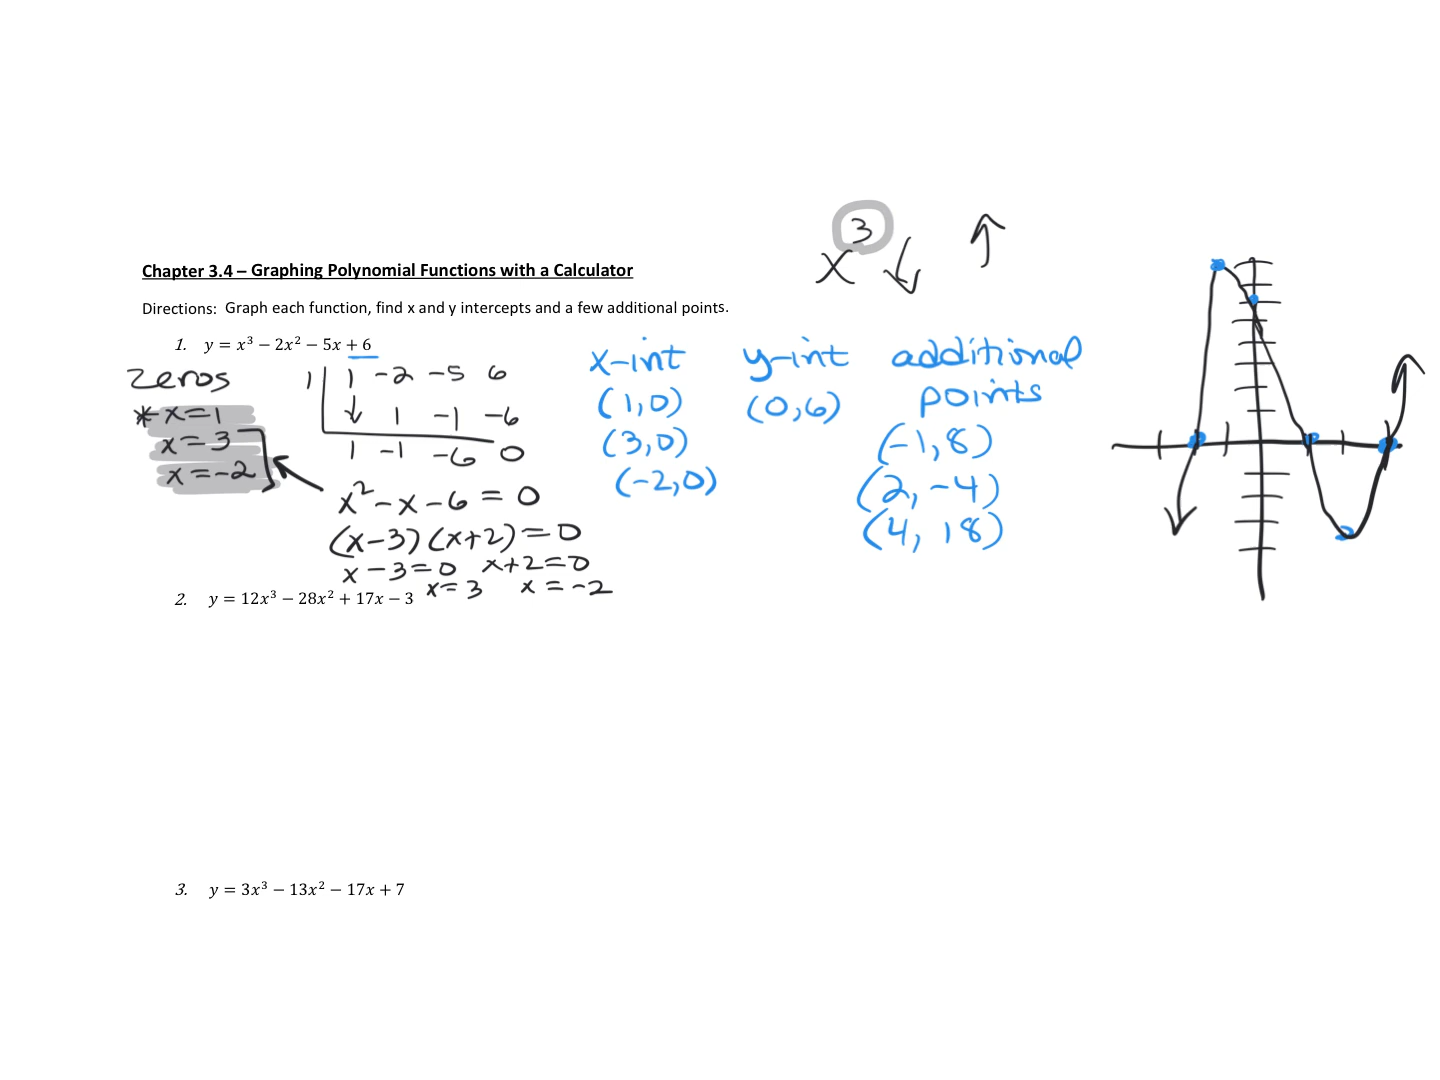 x³ ↓ ↑
Chapter 3.4 – Graphing Polynomial Functions with a Calculator
Directions: Graph each function, find x and y intercepts and a few additional points.
1. y = x³ − 2x² − 5x + 6
zeros
* x = 1
x = 3
x = −2
1| 1 −2 −5 6
↓ 1 −1 −6
1 −1 −6 0
x² − x − 6 = 0
(x−3)(x+2) = 0
x − 3 = 0 x + 2 = 0
x = 3 x = −2
x-int
(1,0)
(3,0)
(−2,0)
y-int
(0,6)
additional
points
(−1,8)
(2,−4)
(4,18)
2. y = 12x³ − 28x² + 17x − 3
3. y = 3x³ − 13x² − 17x + 7